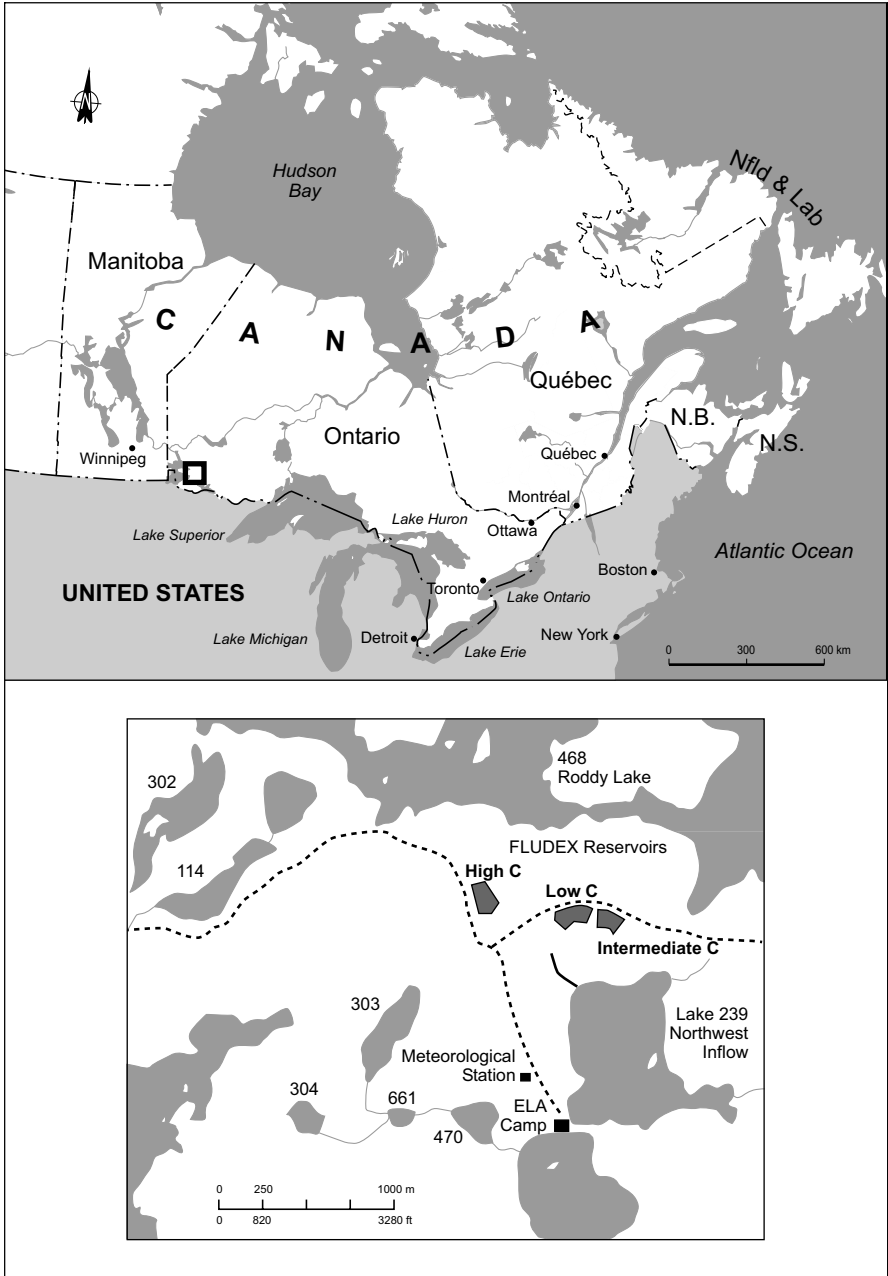 Hudson
Bay
Nfld & Lab
Manitoba
C A N A D A
Québec
Ontario
N.B.
N.S.
Winnipeg
Québec
Montréal
Ottawa
Lake Superior
Lake Huron
Toronto
Lake Ontario
Boston
Atlantic Ocean
UNITED STATES
Lake Michigan
Detroit
Lake Erie
New York
0 300 600 km
468
Roddy Lake
302
114
FLUDEX Reservoirs
High C
Low C
Intermediate C
303
Lake 239
Northwest
Inflow
Meteorological
Station
304
661
470
ELA
Camp
0 250 1000 m
0 820 3280 ft